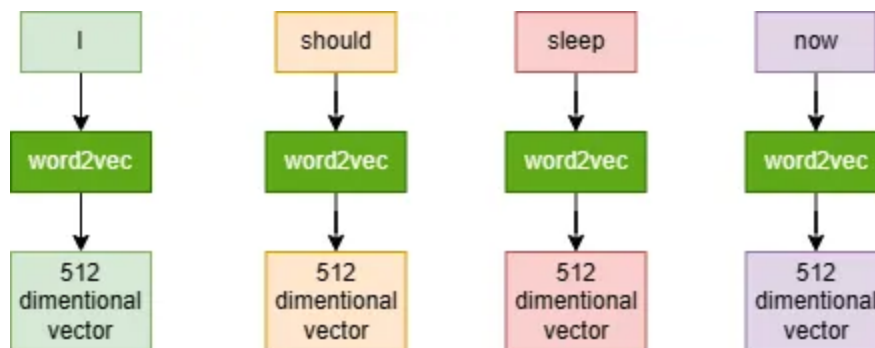 I should sleep now
word2vec word2vec word2vec word2vec
512 512 512 512
dimentional dimentional dimentional dimentional
vector vector vector vector